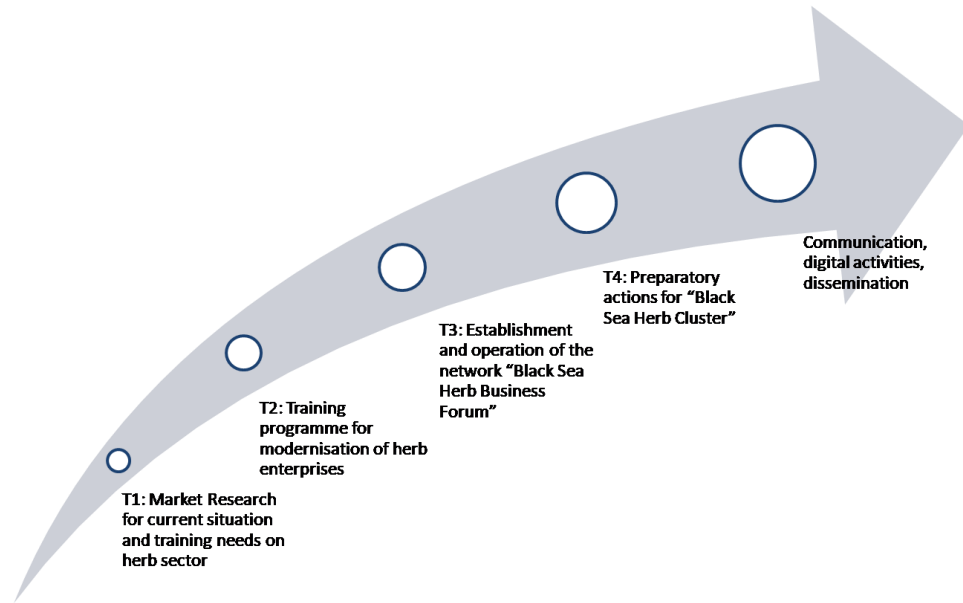 T1: Market Research
for current situation
and training needs on
herb sector
T2: Training
programme for
modernisation of herb
enterprises
T3: Establishment
and operation of the
network “Black Sea
Herb Business
Forum”
T4: Preparatory
actions for “Black
Sea Herb Cluster”
Communication,
digital activities,
dissemination